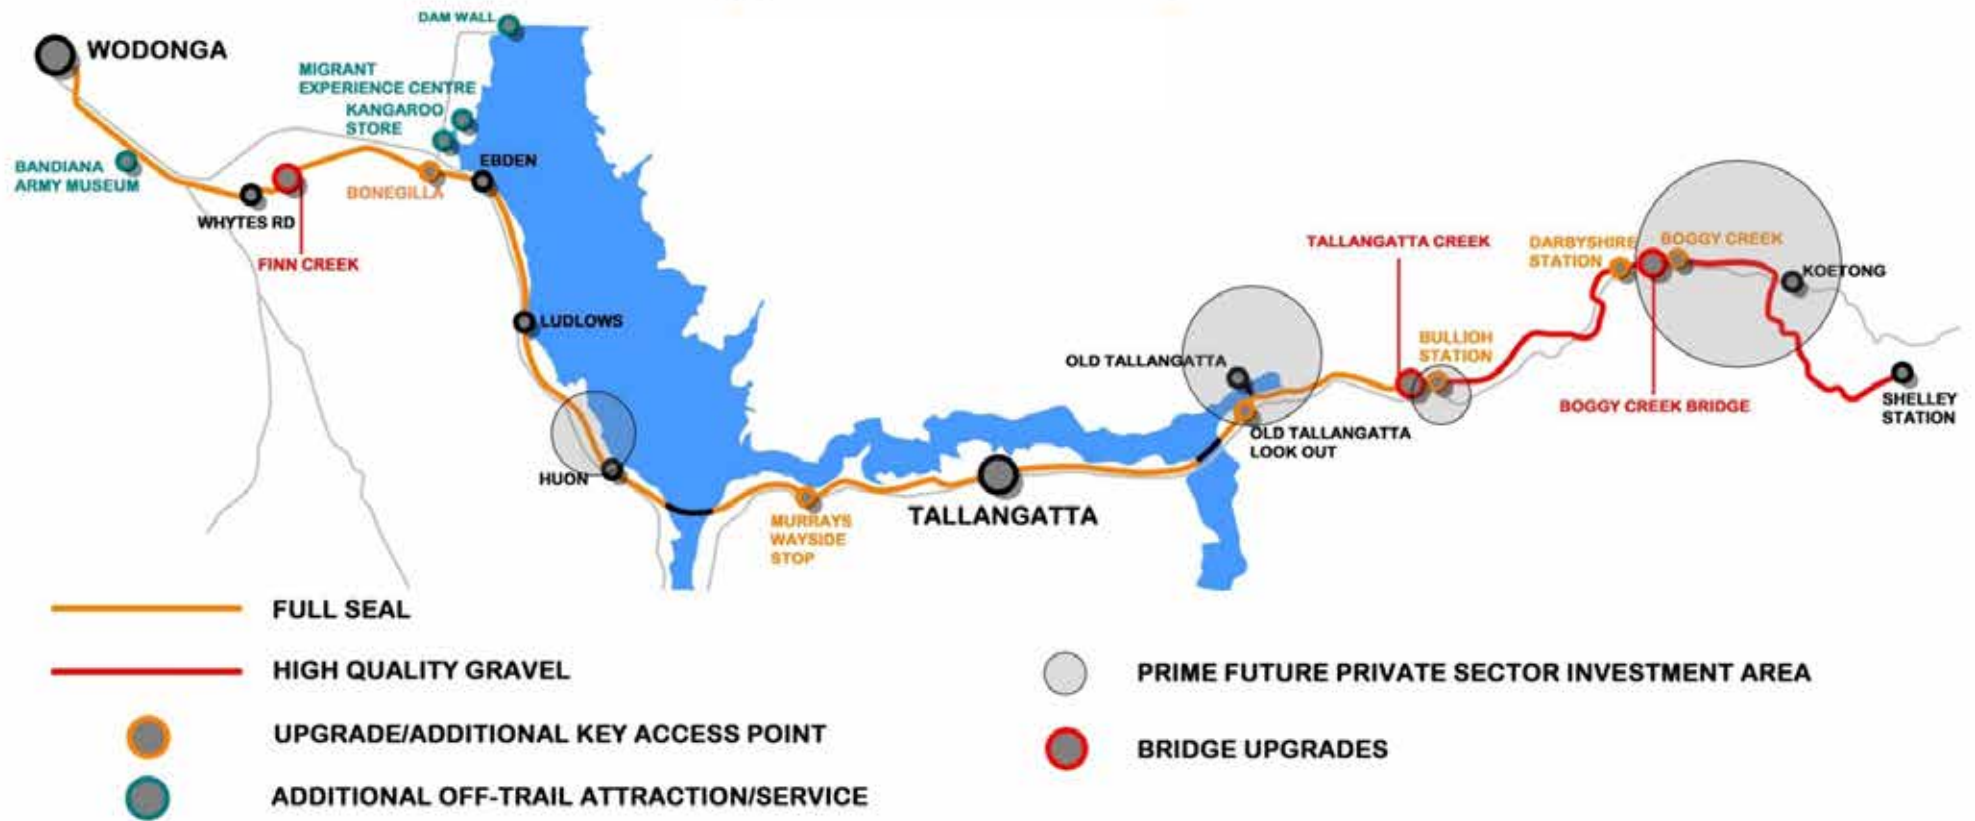 DAM WALL
WODONGA
MIGRANT
EXPERIENCE CENTRE
KANGAROO
STORE
BANDIANA
ARMY MUSEUM
EBDEN
BONEGILLA
WHYTES RD
FINN CREEK
LUDLOWS
HUON
MURRAYS
WAYSIDE
STOP
TALLANGATTA
OLD TALLANGATTA
OLD TALLANGATTA
LOOK OUT
TALLANGATTA CREEK
BULLIOH
STATION
DARBYSHIRE
STATION
BOGGY CREEK
KOETONG
BOGGY CREEK BRIDGE
SHELLEY
STATION
FULL SEAL
HIGH QUALITY GRAVEL
UPGRADE/ADDITIONAL KEY ACCESS POINT
ADDITIONAL OFF-TRAIL ATTRACTION/SERVICE
PRIME FUTURE PRIVATE SECTOR INVESTMENT AREA
BRIDGE UPGRADES